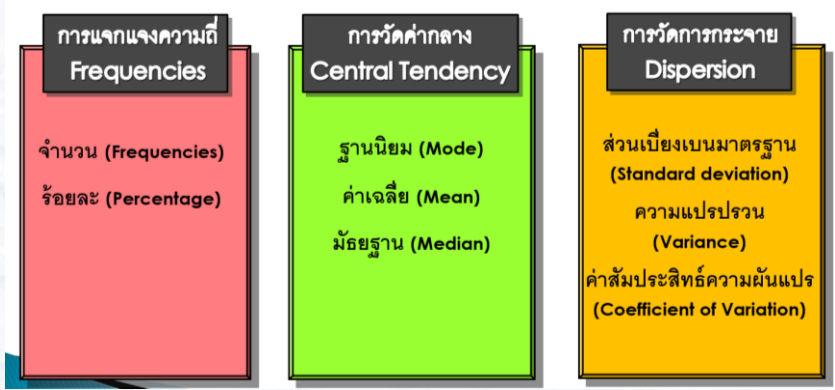 การแจกแจงความถี่
Frequencies
จำนวน (Frequencies)
ร้อยละ (Percentage)
การวัดค่ากลาง
Central Tendency
ฐานนิยม (Mode)
ค่าเฉลี่ย (Mean)
มัธยฐาน (Median)
การวัดการกระจาย
Dispersion
ส่วนเบี่ยงเบนมาตรฐาน
(Standard deviation)
ความแปรปรวน
(Variance)
ค่าสัมประสิทธ์ความผันแปร
(Coefficient of Variation)